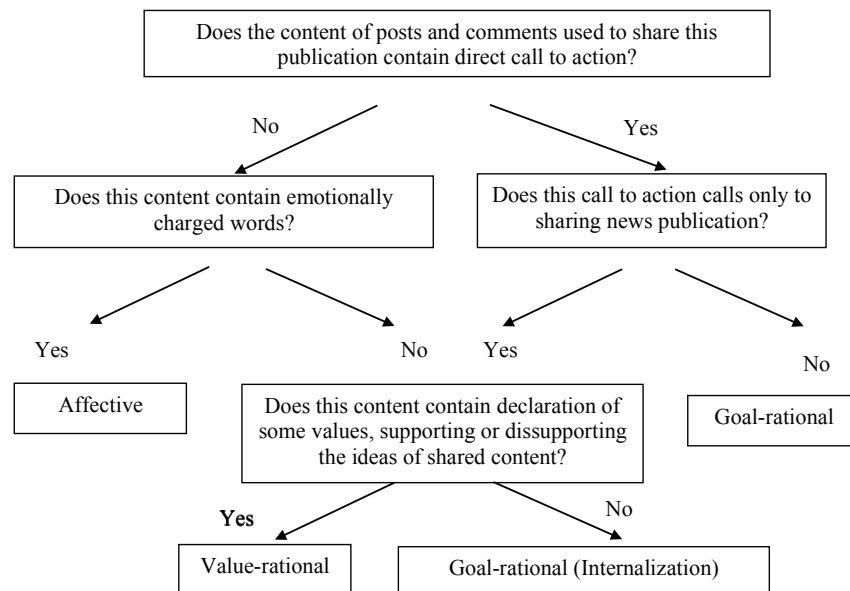 Does the content of posts and comments used to share this
publication contain direct call to action?
No
Yes
Does this content contain emotionally
charged words?
Does this call to action calls only to
sharing news publication?
Yes
No
Yes
No
Affective
Does this content contain declaration of
some values, supporting or dissupporting
the ideas of shared content?
Goal-rational
Yes
No
Value-rational
Goal-rational (Internalization)